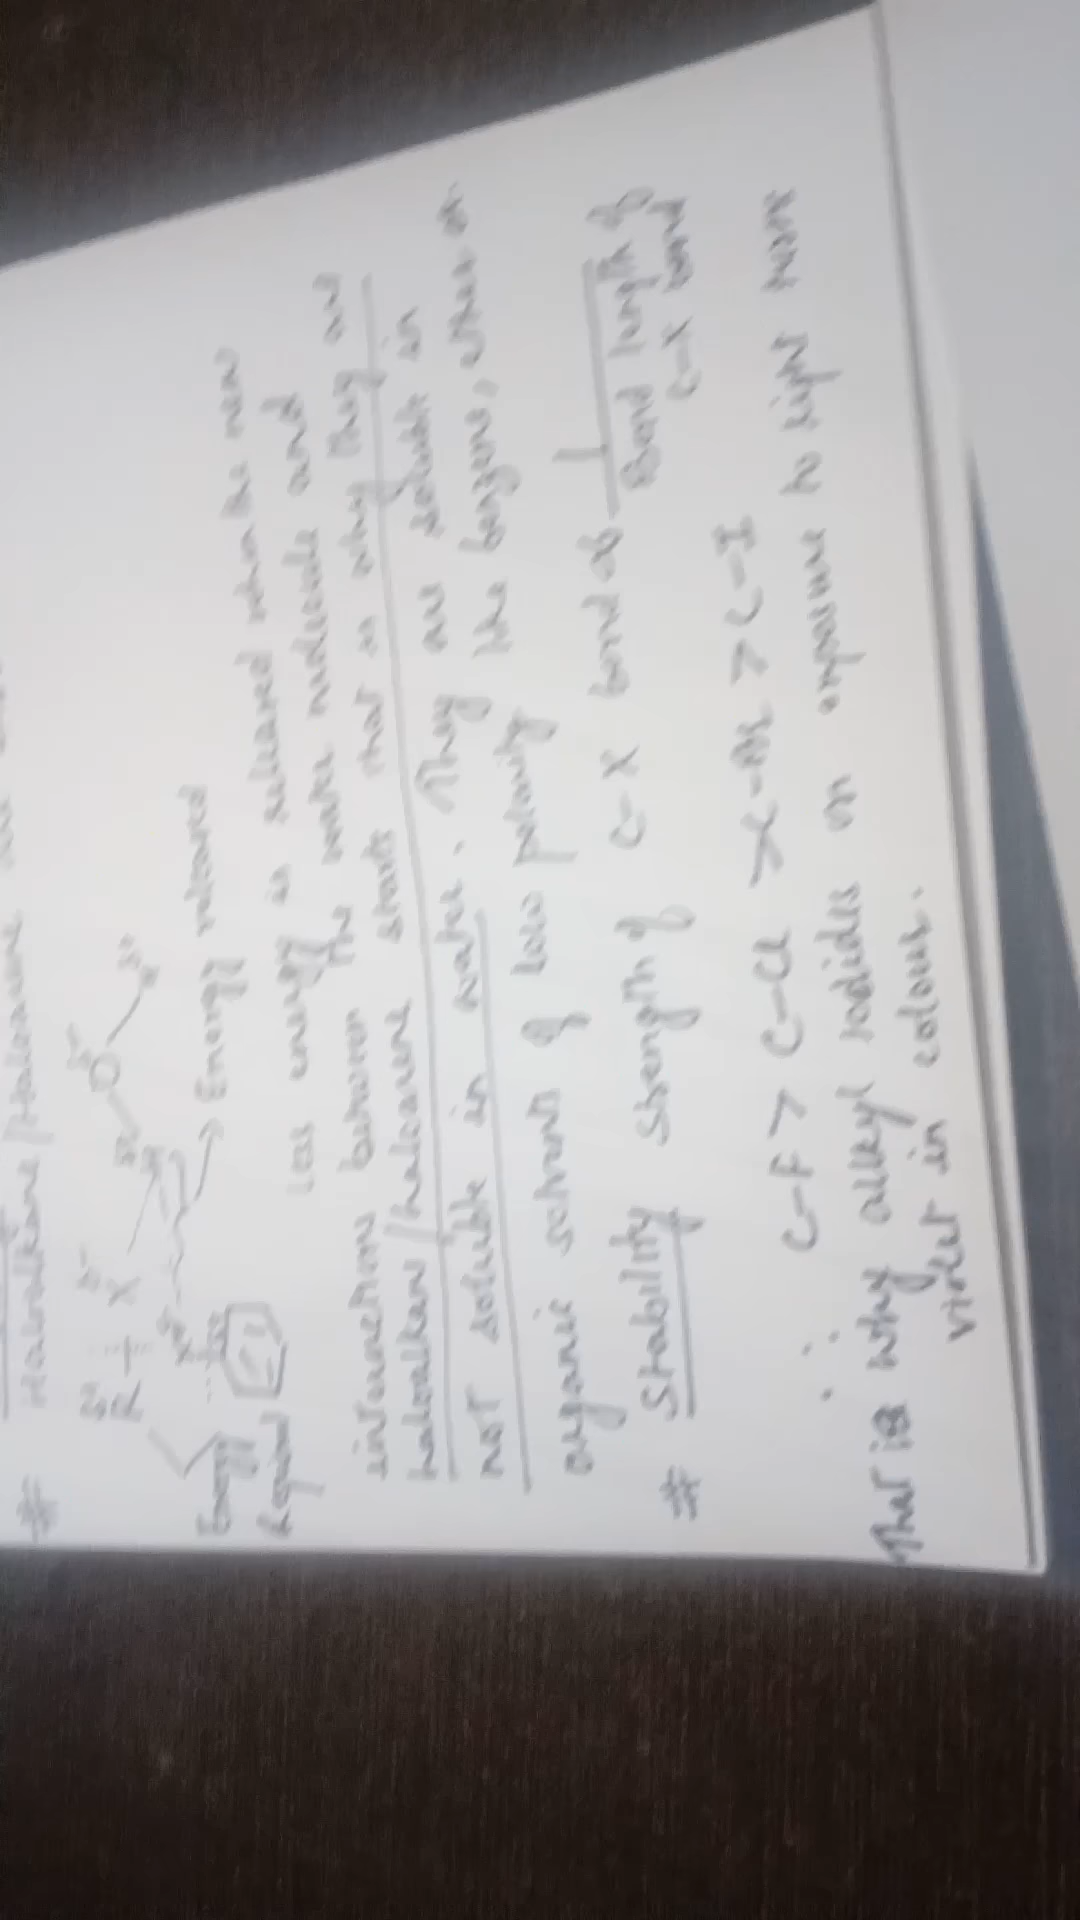 # Haloalkane / Haloarene
Rδ+ — Xδ-
δ+ H O δ- H δ+
Xδ-
Energy Required
→ Energy released
Less energy is released when the new
interactions between the water molecule and
haloalkane / haloarene starts that is why they are
not soluble in water. They are soluble in
organic solvents of low polarity like benzene, ether
# Stability Strength of C-X bond ∝ 1 / Bond length of C-X bond
∴ C-F > C-Cl > C-Br > C-I
That is why alkyl iodides on exposure to light turn
violet in colour.